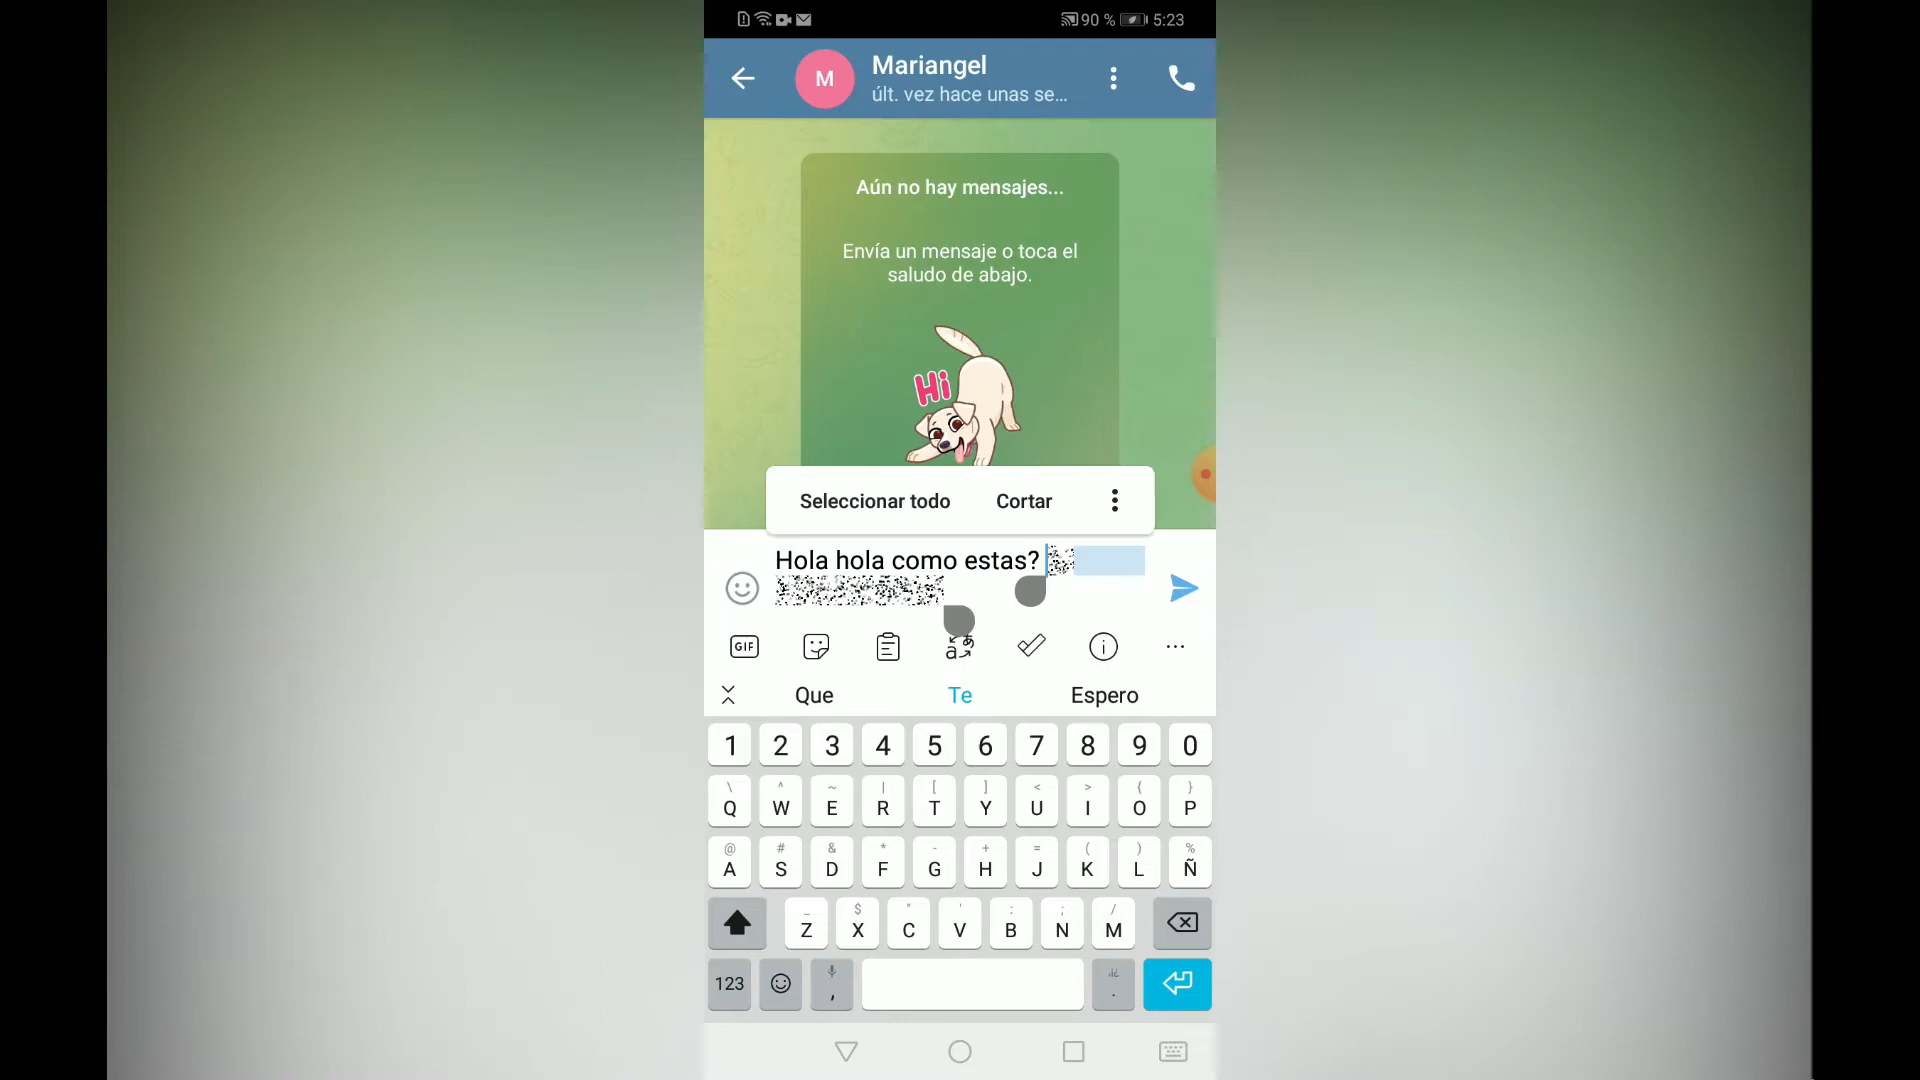 90 % 5:23
M
Mariangel
últ. vez hace unas se...
Aún no hay mensajes...
Envía un mensaje o toca el
saludo de abajo.
Hi
Seleccionar todo Cortar
Hola hola como estas?
GIF
Que Te Espero
1 2 3 4 5 6 7 8 9 0
\ ^ ~ | [ ] < > { }
Q W E R T Y U I O P
@ # & * - + = ( ) %
A S D F G H J K L Ñ
_ $ " ' : ; /
Z X C V B N M
123 , .